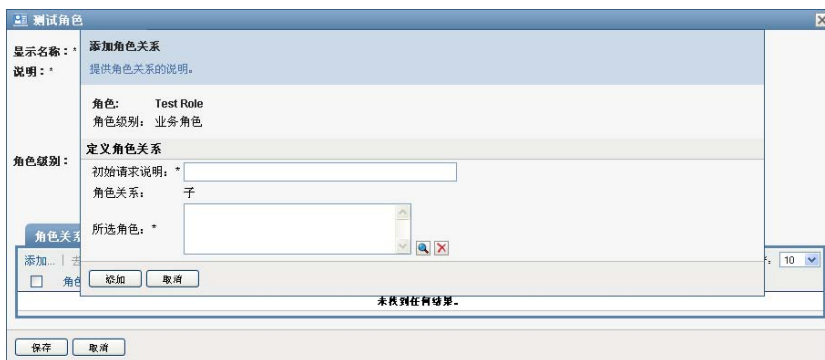 测试角色
显示名称：*
说明：*
角色级别：
添加角色关系
提供角色关系的说明。
角色： Test Role
角色级别： 业务角色
定义角色关系
初始请求说明：*
角色关系： 子
所选角色：*
添加 取消
角色关系
添加... |
10
角色
未找到任何结果。
保存 取消